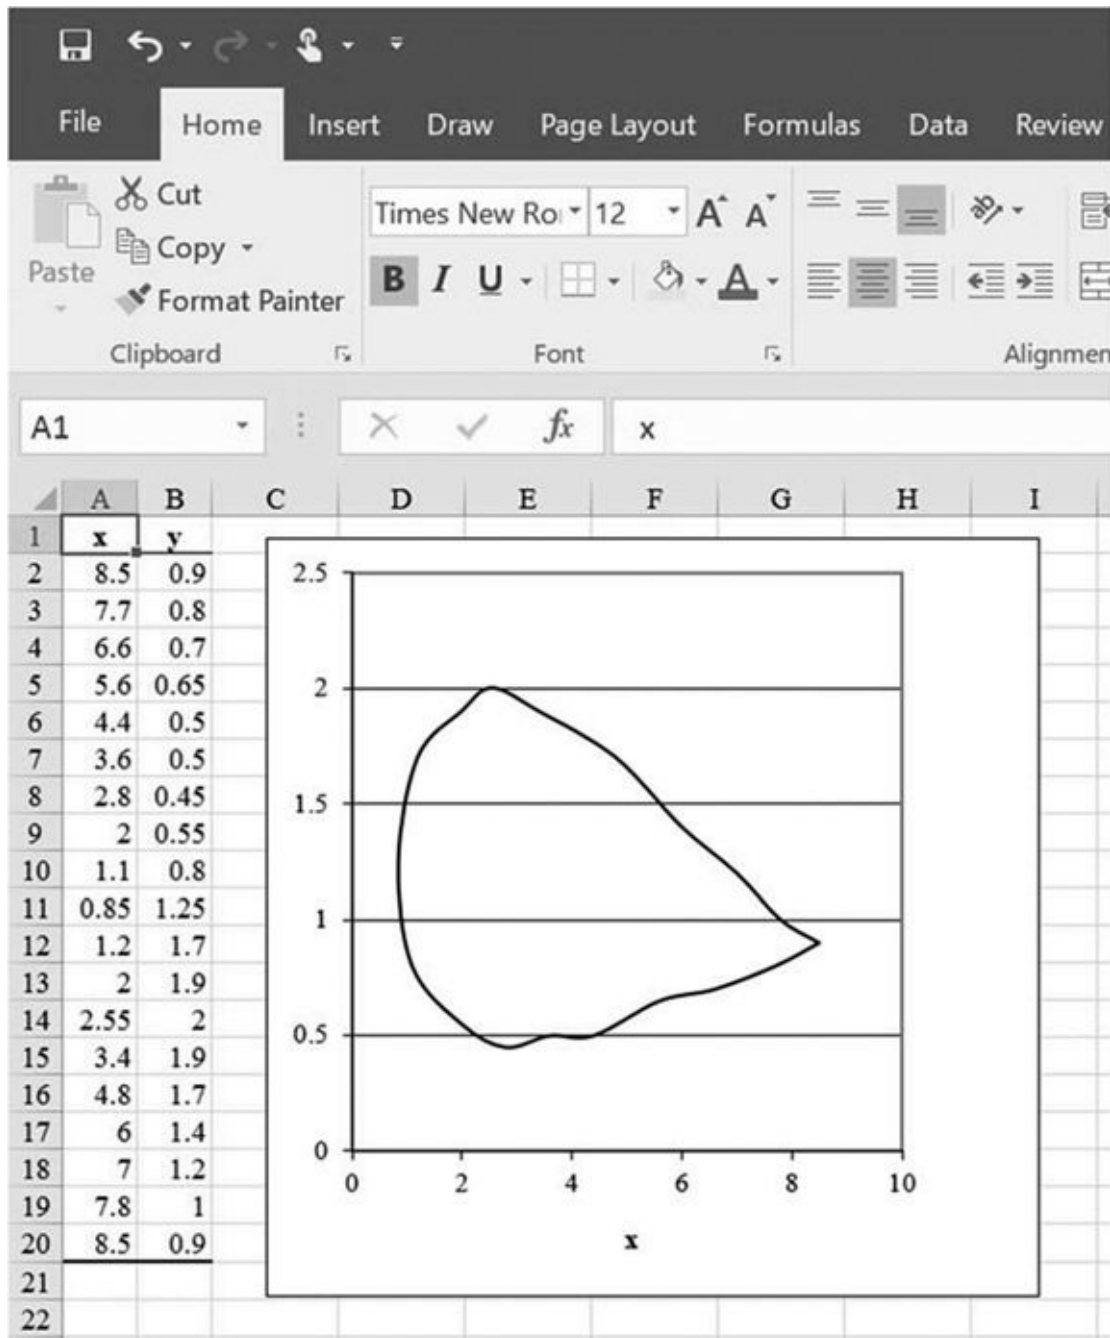 File Home Insert Draw Page Layout Formulas Data Review
Cut
Copy
Paste
Format Painter
Clipboard
Times New Ro 12 A A
B I U A
ab
Font
Alignmen
A1 fx x
A B C D E F G H I
1 x y
2 8.5 0.9
3 7.7 0.8
4 6.6 0.7
5 5.6 0.65
6 4.4 0.5
7 3.6 0.5
8 2.8 0.45
9 2 0.55
10 1.1 0.8
11 0.85 1.25
12 1.2 1.7
13 2 1.9
14 2.55 2
15 3.4 1.9
16 4.8 1.7
17 6 1.4
18 7 1.2
19 7.8 1
20 8.5 0.9
21
22
2.5
2
1.5
1
0.5
0
0 2 4 6 8 10
x